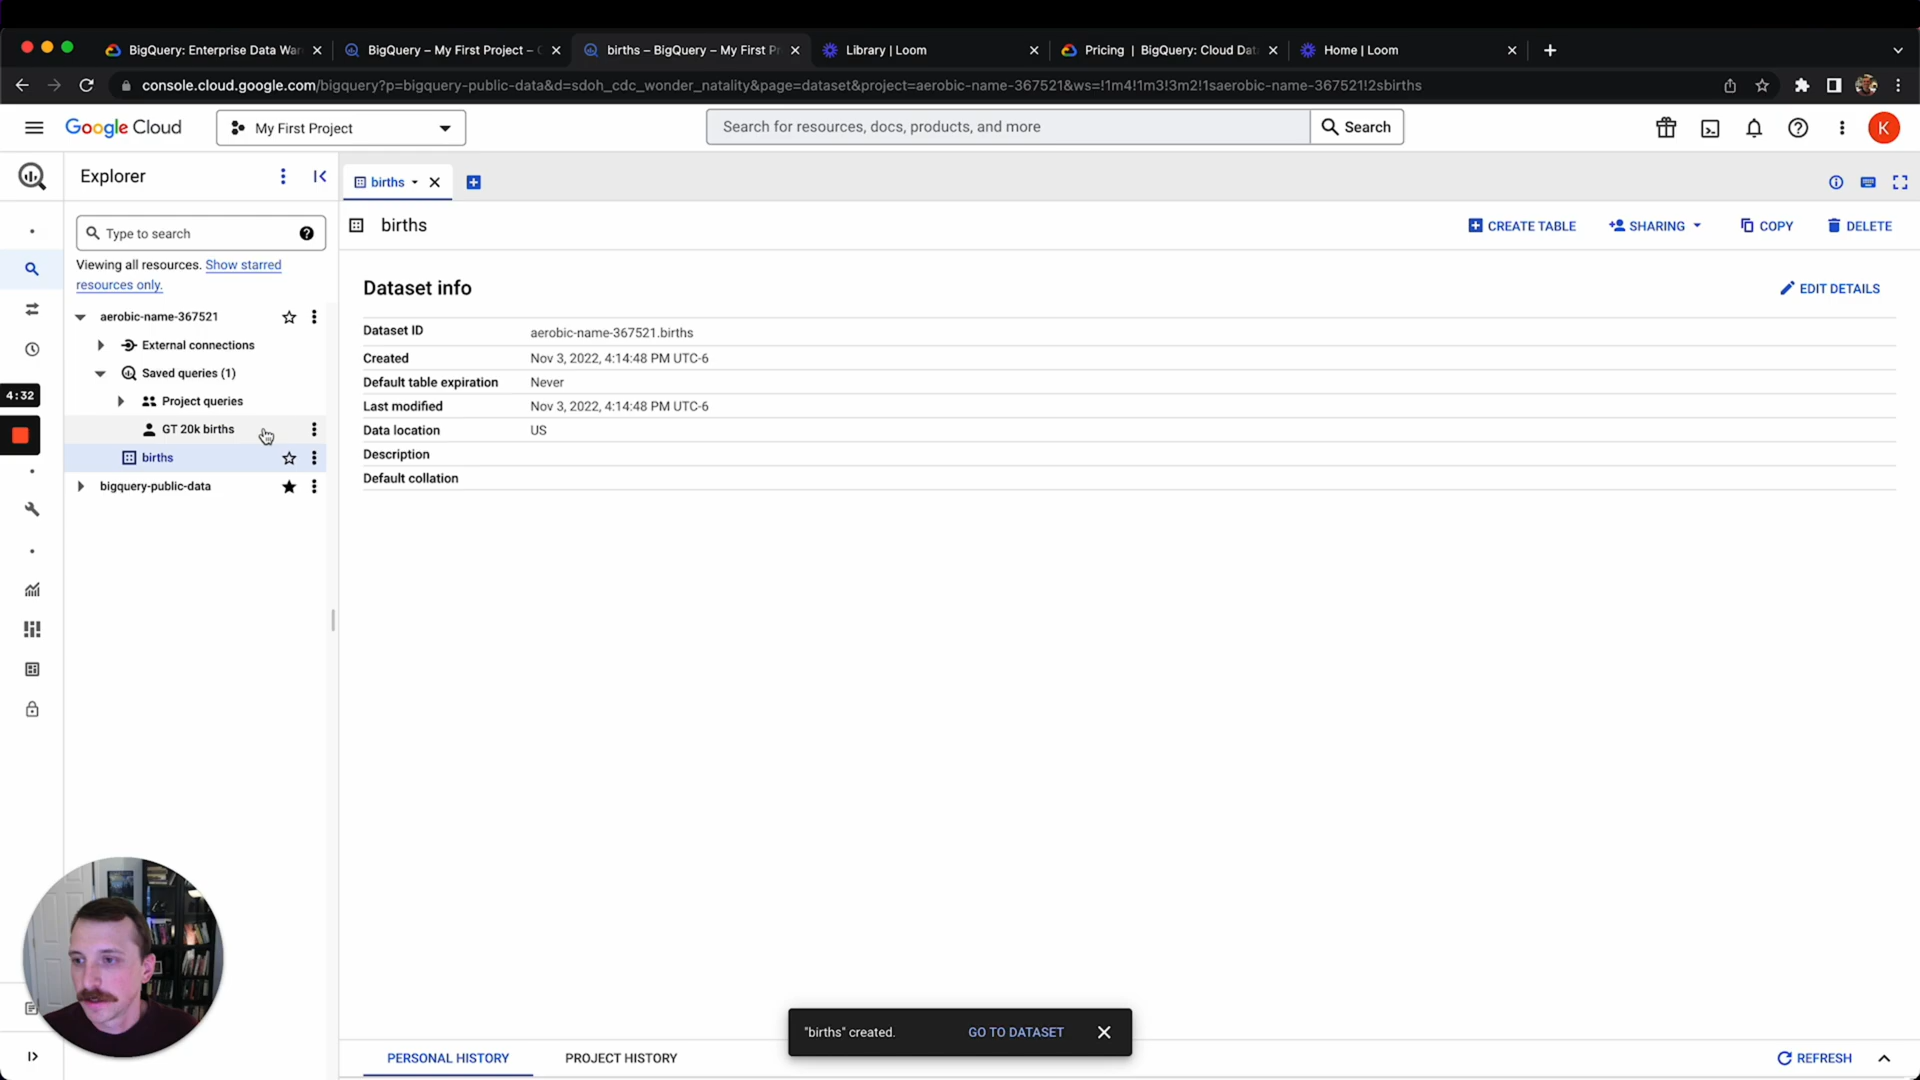 BigQuery: Enterprise Data War
BigQuery – My First Project –
births – BigQuery – My First P
Library | Loom
Pricing | BigQuery: Cloud Dat
Home | Loom
console.cloud.google.com/bigquery?p=bigquery-public-data&d=sdoh_cdc_wonder_natality&page=dataset&project=aerobic-name-367521&ws=!1m4!1m3!3m2!1saerobic-name-367521!2sbirths
Google Cloud
My First Project
Search for resources, docs, products, and more
Search
K
Explorer
births
Type to search
births
CREATE TABLE
SHARING
COPY
DELETE
Viewing all resources. Show starred
resources only.
Dataset info
EDIT DETAILS
aerobic-name-367521
External connections
Saved queries (1)
Project queries
GT 20k births
births
bigquery-public-data
Dataset ID aerobic-name-367521.births
Created Nov 3, 2022, 4:14:48 PM UTC-6
Default table expiration Never
Last modified Nov 3, 2022, 4:14:48 PM UTC-6
Data location US
Description
Default collation
4:32
"births" created.
GO TO DATASET
PERSONAL HISTORY
PROJECT HISTORY
REFRESH